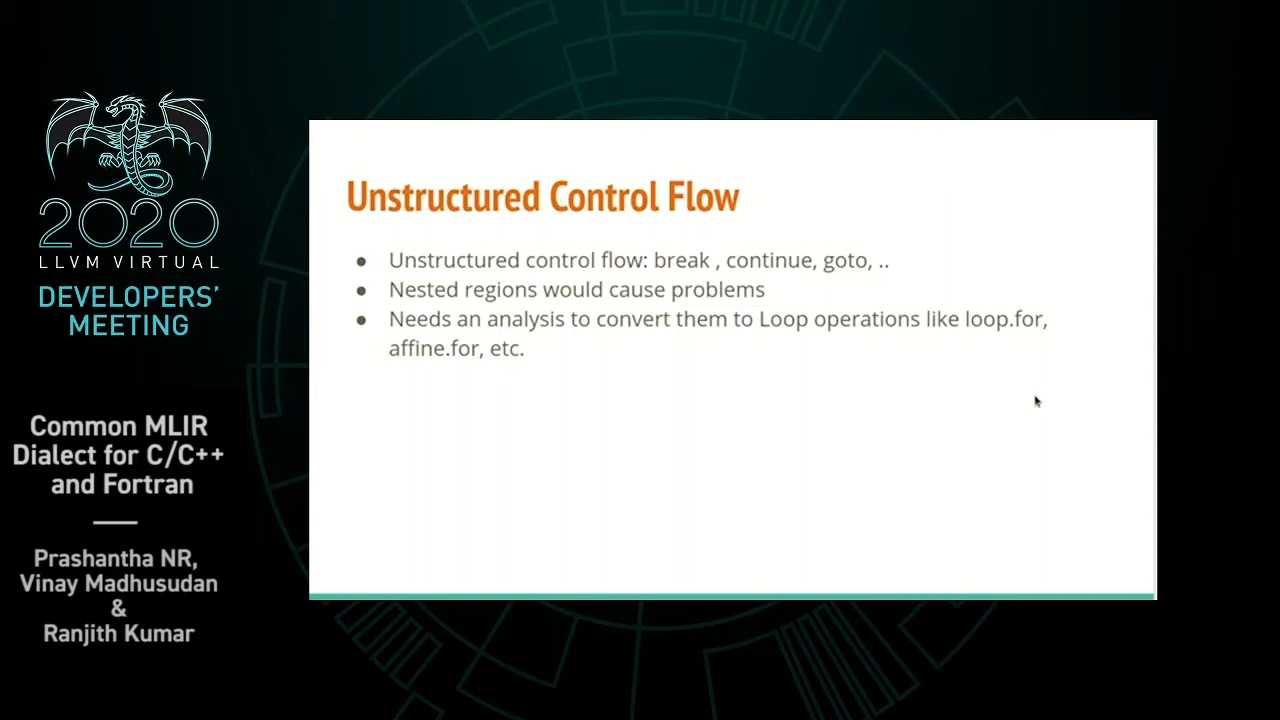 2020
LLVM VIRTUAL
DEVELOPERS'
MEETING
Common MLIR
Dialect for C/C++
and Fortran
Prashantha NR,
Vinay Madhusudan
&
Ranjith Kumar
Unstructured Control Flow
● Unstructured control flow: break , continue, goto, ..
● Nested regions would cause problems
● Needs an analysis to convert them to Loop operations like loop.for,
affine.for, etc.